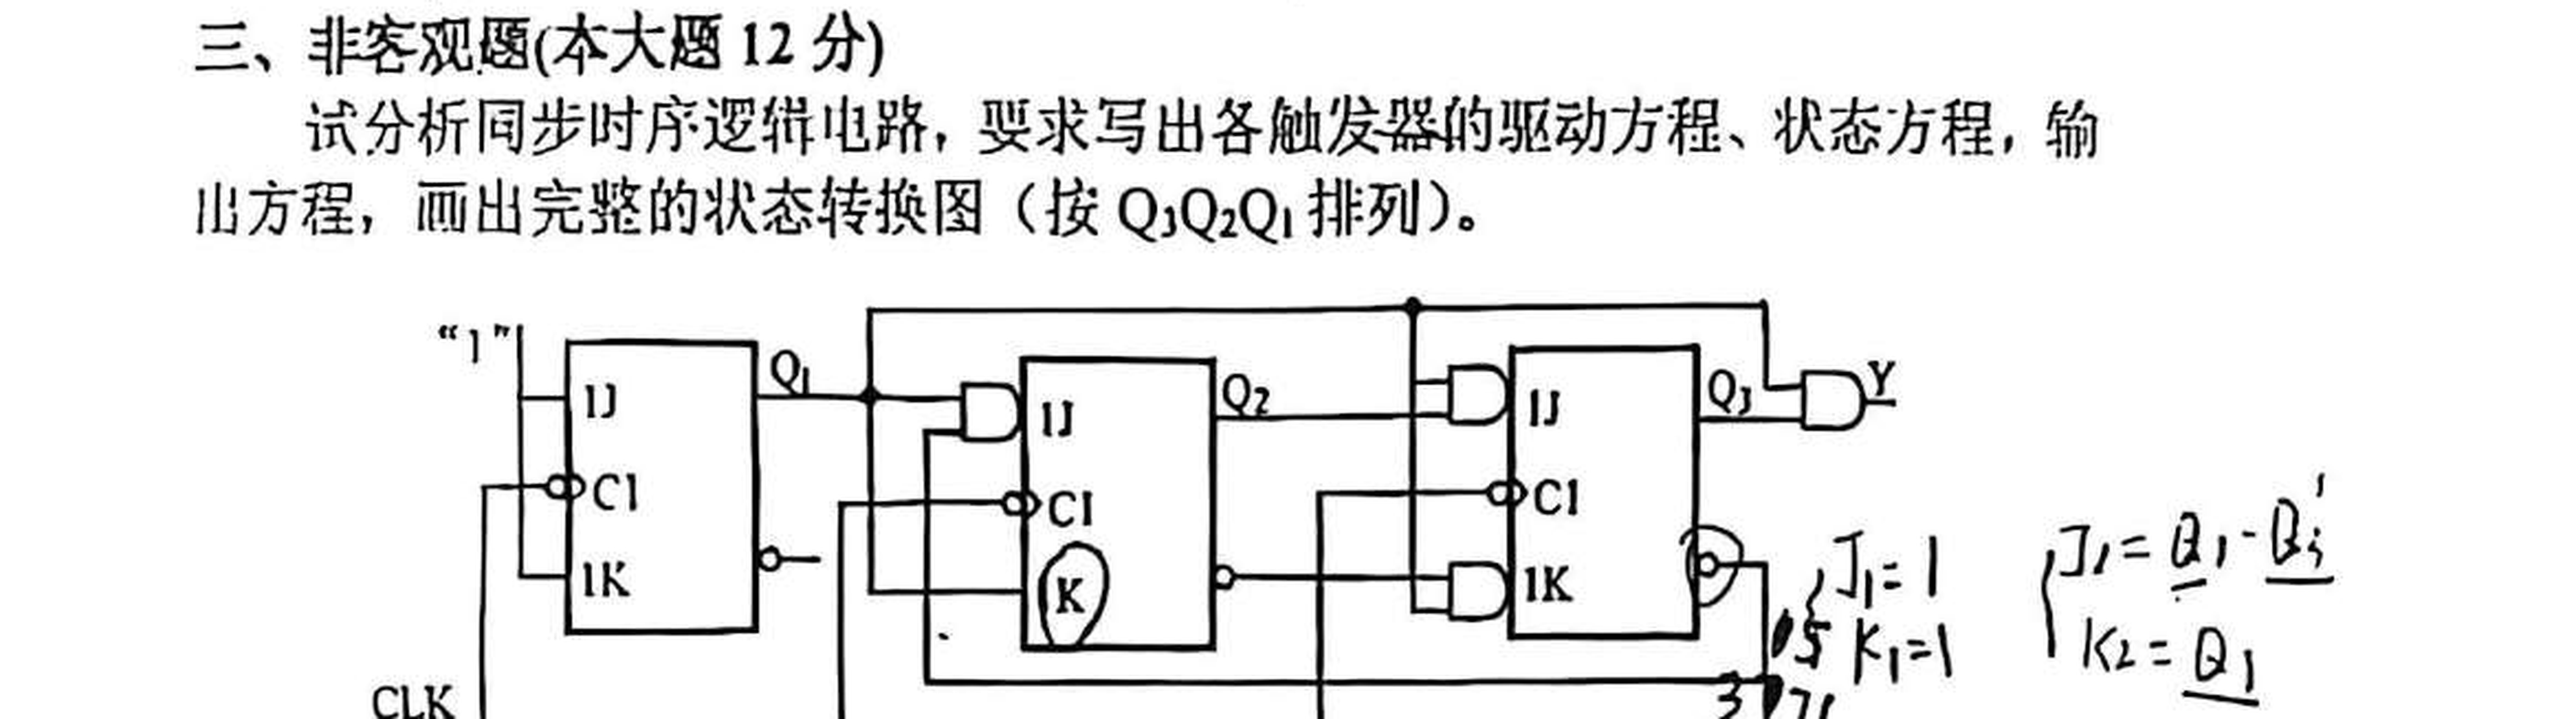 三、非客观题(本大题 12 分)
试分析同步时序逻辑电路，要求写出各触发器的驱动方程、状态方程，输
出方程，画出完整的状态转换图（按 Q3Q2Q1 排列）。
“1”
1J
C1
1K
Q1
CLK
1J
C1
K
Q2
1J
C1
1K
Q3
Y
J1=1
K1=1
J1=Q1·Q3'
K2=Q1